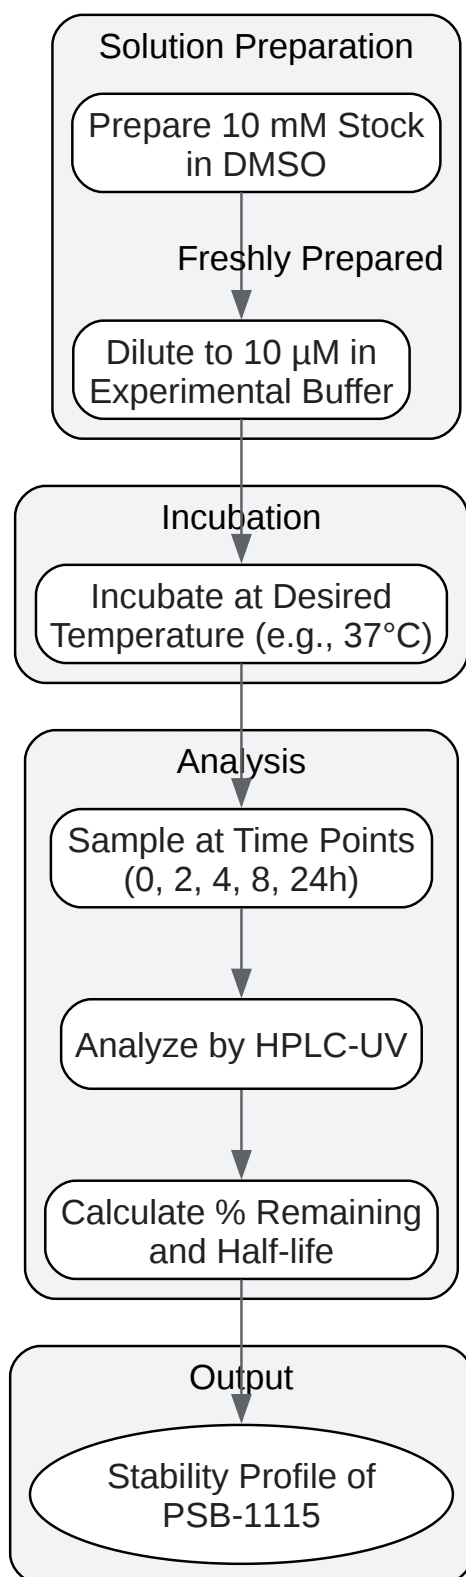 Solution Preparation
Prepare 10 mM Stock
in DMSO
Freshly Prepared
Dilute to 10 µM in
Experimental Buffer
Incubation
Incubate at Desired
Temperature (e.g., 37°C)
Analysis
Sample at Time Points
(0, 2, 4, 8, 24h)
Analyze by HPLC-UV
Calculate % Remaining
and Half-life
Output
Stability Profile of
PSB-1115